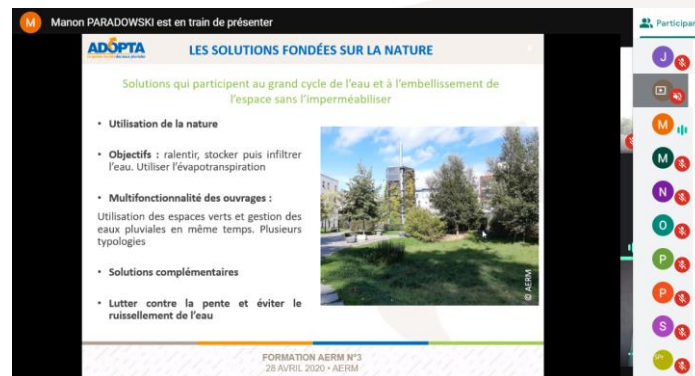 M
Manon PARADOWSKI est en train de présenter
ADOPTA
LES SOLUTIONS FONDÉES SUR LA NATURE
Solutions qui participent au grand cycle de l'eau et à l'embellissement de
l'espace sans l'imperméabiliser
• Utilisation de la nature
• Objectifs : ralentir, stocker puis infiltrer
l'eau. Utiliser l'évapotranspiration
• Multifonctionnalité des ouvrages :
Utilisation des espaces verts et gestion des
eaux pluviales en même temps. Plusieurs
typologies
• Solutions complémentaires
• Lutter contre la pente et éviter le
ruissellement de l'eau
© AERM
FORMATION AERM N°3
28 AVRIL 2020 • AERM
Participan
J
M
M
N
O
P
P
S